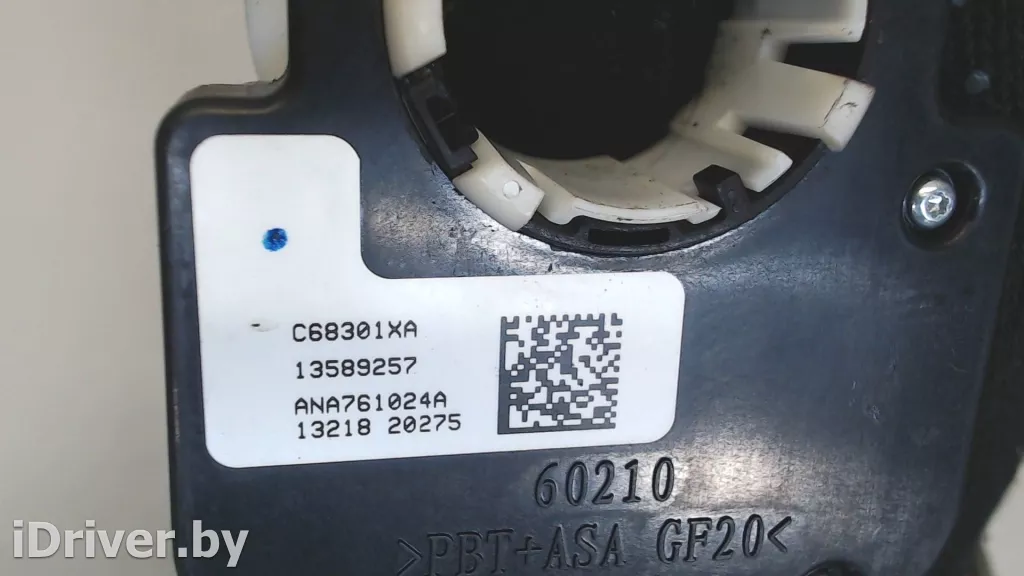 C68301XA
13589257
ANA761024A
13218 20275
60210
>PBT+ASA GF20<
iDriver.by